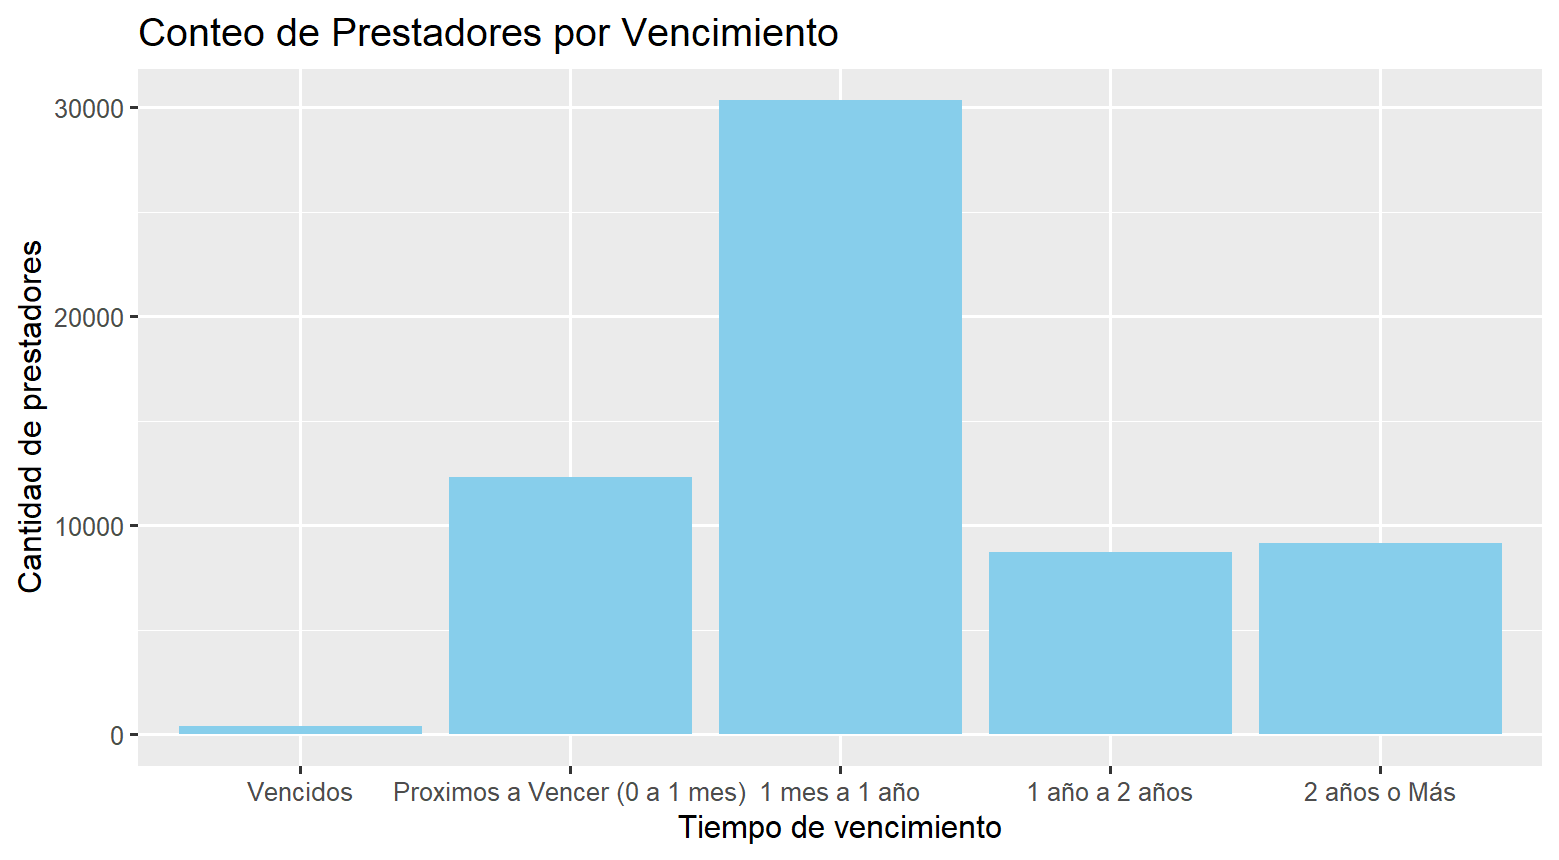 Conteo de Prestadores por Vencimiento
Cantidad de prestadores
30000
20000
10000
0
Vencidos
Proximos a Vencer (0 a 1 mes)
1 mes a 1 año
1 año a 2 años
2 años o Más
Tiempo de vencimiento